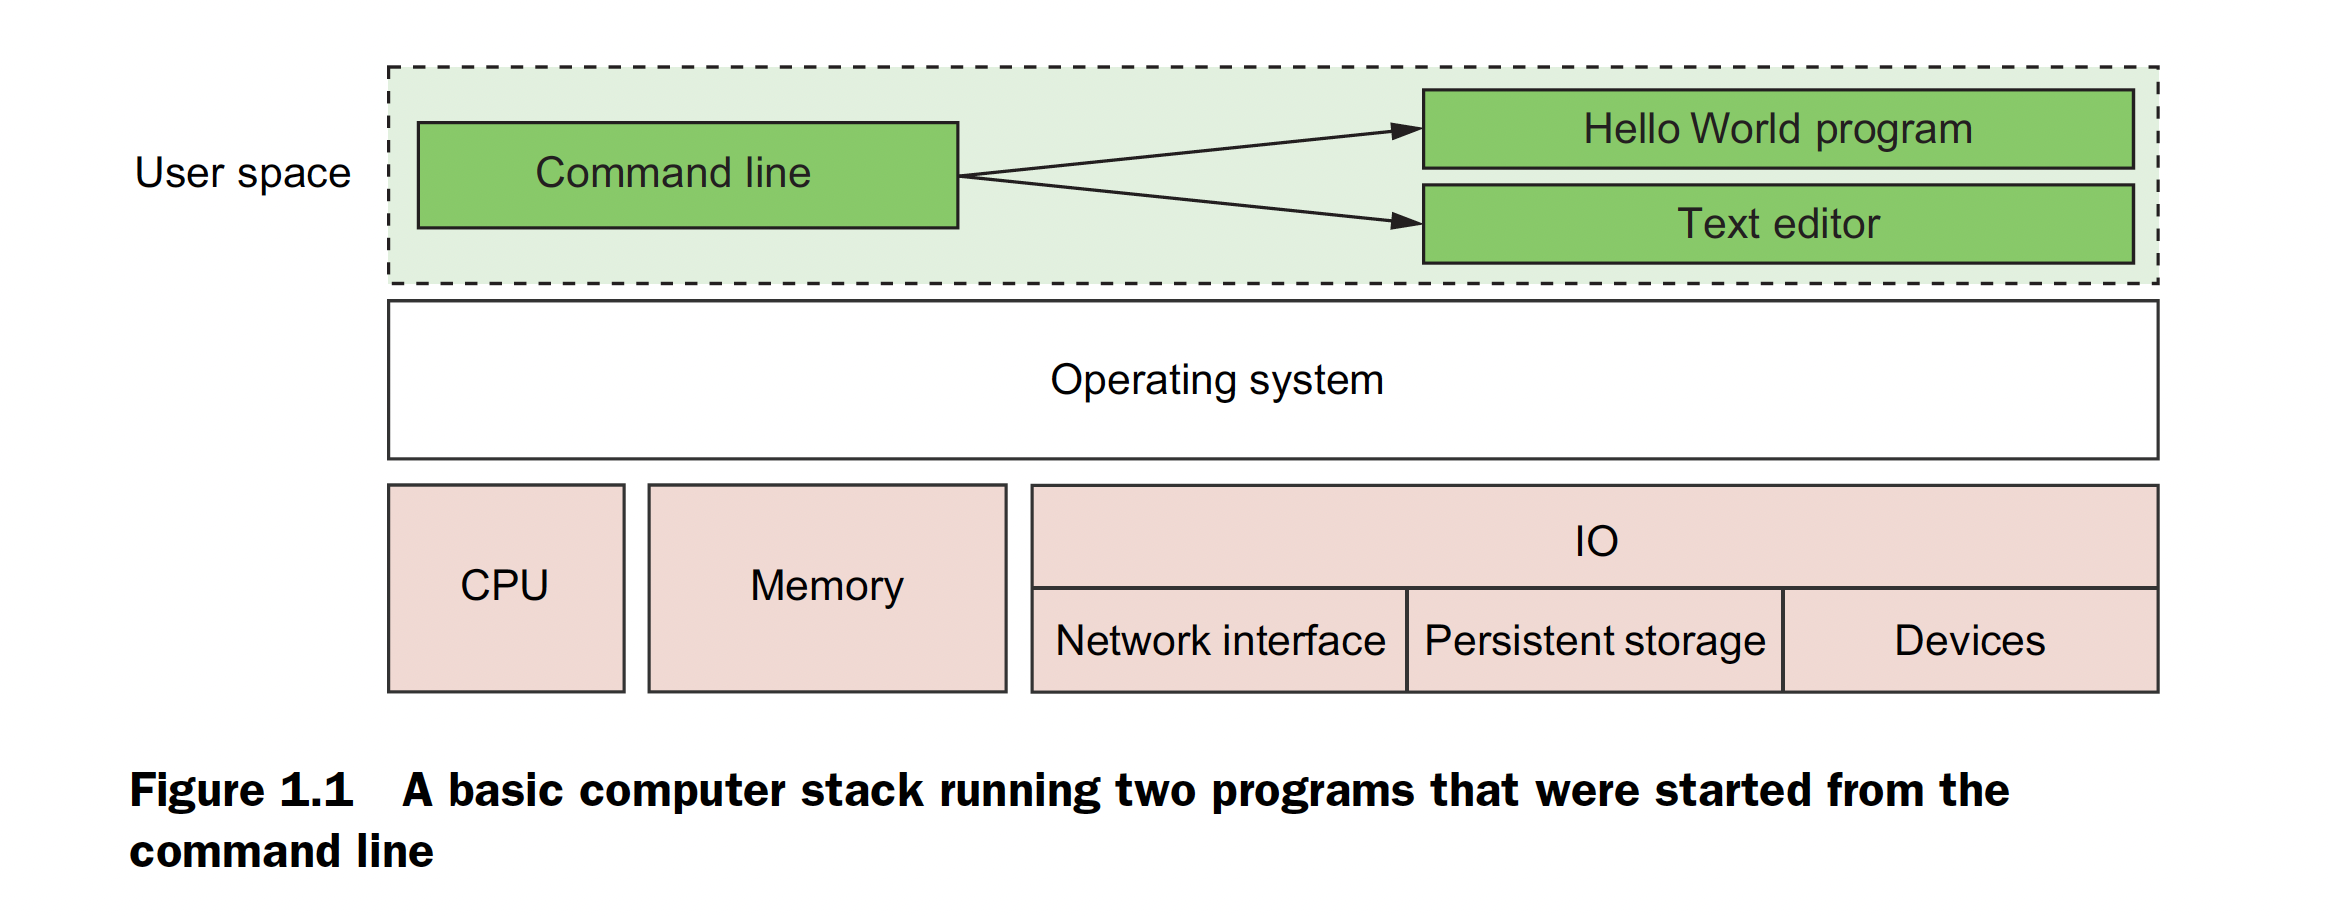 Hello World program
User space
Command line
Text editor
Operating system
IO
CPU
Memory
Network interface
Persistent storage
Devices
Figure 1.1 A basic computer stack running two programs that were started from the
command line